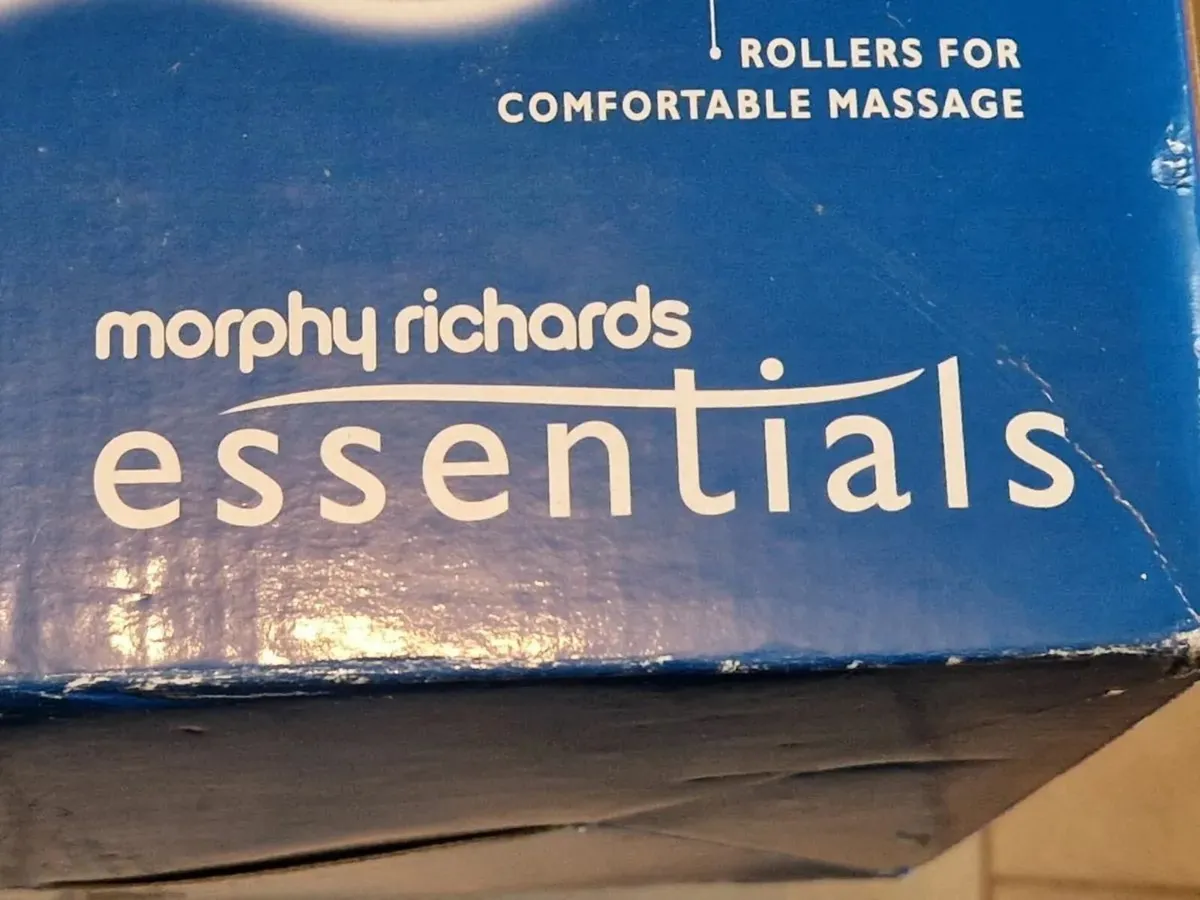 ROLLERS FOR
COMFORTABLE MASSAGE
morphy richards
essentials